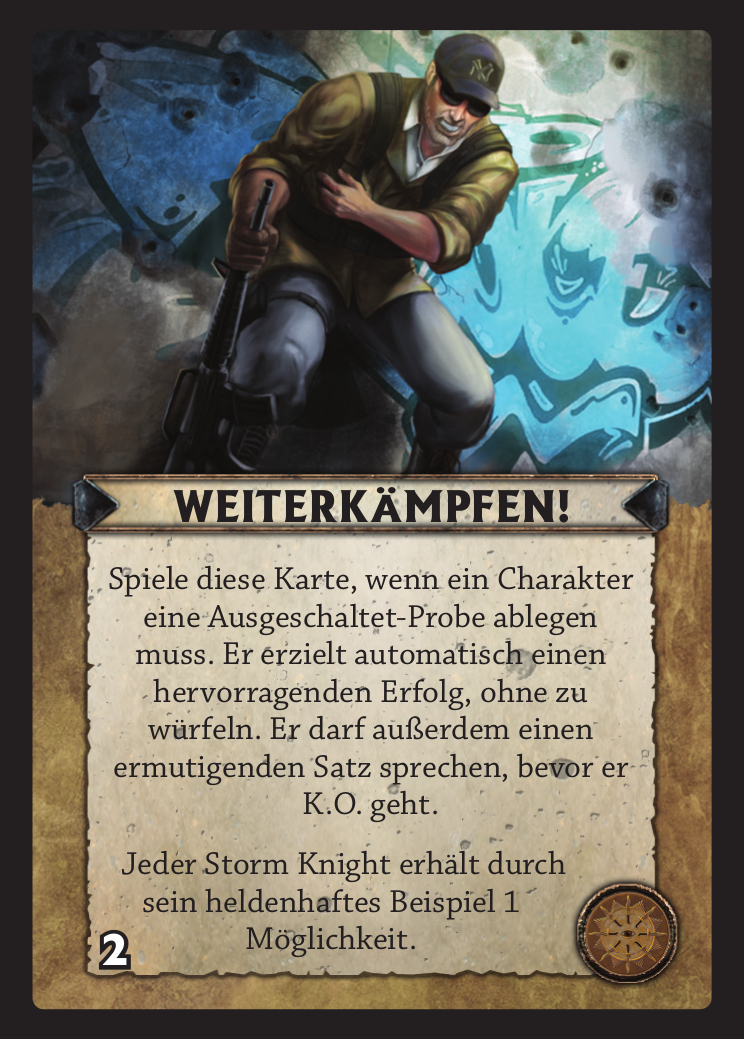 NY
WEITERKÄMPFEN!
Spiele diese Karte, wenn ein Charakter
eine Ausgeschaltet-Probe ablegen
muss. Er erzielt automatisch einen
hervorragenden Erfolg, ohne zu
würfeln. Er darf außerdem einen
ermutigenden Satz sprechen, bevor er
K.O. geht.
Jeder Storm Knight erhält durch
sein heldenhaftes Beispiel 1
Möglichkeit.
2